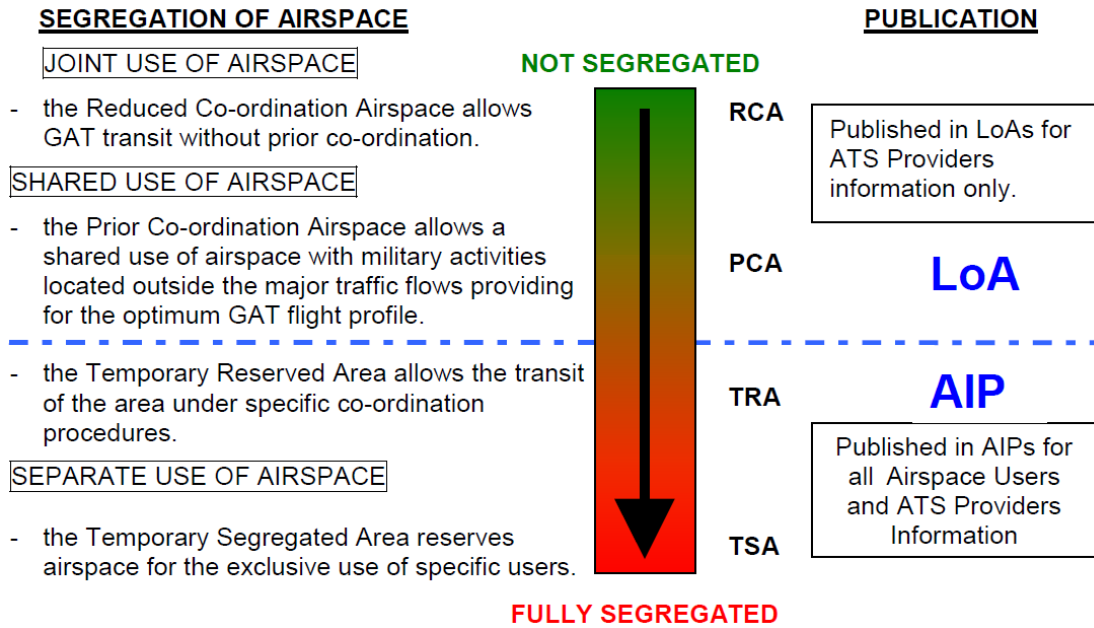 SEGREGATION OF AIRSPACE
PUBLICATION
JOINT USE OF AIRSPACE
NOT SEGREGATED
- the Reduced Co-ordination Airspace allows
GAT transit without prior co-ordination.
RCA
Published in LoAs for
ATS Providers
information only.
SHARED USE OF AIRSPACE
- the Prior Co-ordination Airspace allows a
shared use of airspace with military activities
located outside the major traffic flows providing
for the optimum GAT flight profile.
PCA
LoA
- the Temporary Reserved Area allows the transit
of the area under specific co-ordination
procedures.
TRA
AIP
Published in AIPs for
all Airspace Users
and ATS Providers
Information
SEPARATE USE OF AIRSPACE
- the Temporary Segregated Area reserves
airspace for the exclusive use of specific users.
TSA
FULLY SEGREGATED